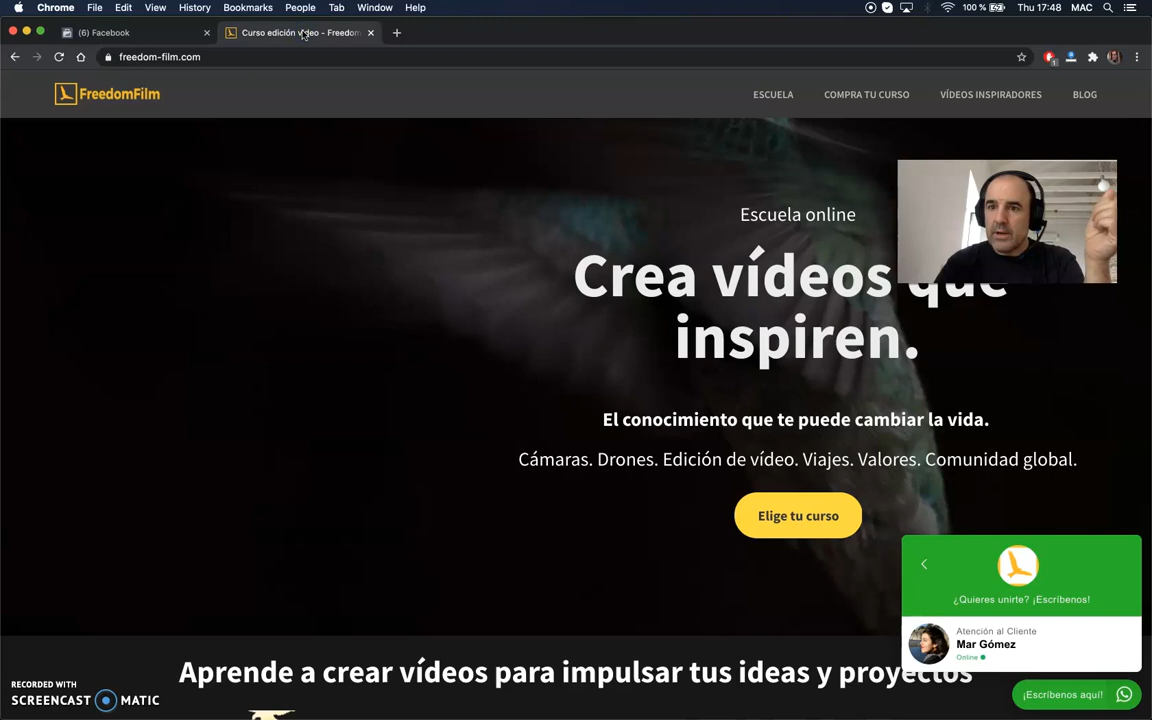 Chrome File Edit View History Bookmarks People Tab Window Help 100 % Thu 17:48 MAC
(6) Facebook
Curso edición vídeo - Freedom
freedom-film.com
1
FreedomFilm
ESCUELA COMPRA TU CURSO VÍDEOS INSPIRADORES BLOG
Escuela online
Crea vídeos que
inspiren.
El conocimiento que te puede cambiar la vida.
Cámaras. Drones. Edición de vídeo. Viajes. Valores. Comunidad global.
Elige tu curso
¿Quieres unirte? ¡Escríbenos!
Atención al Cliente
Mar Gómez
Online
Aprende a crear vídeos para impulsar tus ideas y proyectos
¡Escríbenos aquí!
RECORDED WITH
SCREENCAST MATIC